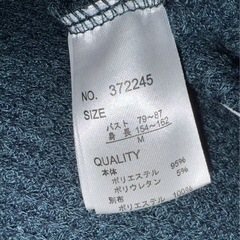 NO. 372245
SIZE
バスト 79~87
身長 154~162
M
QUALITY
本体
ポリエステル 95%
ポリウレタン 5%
別布
ポリエステル 100%